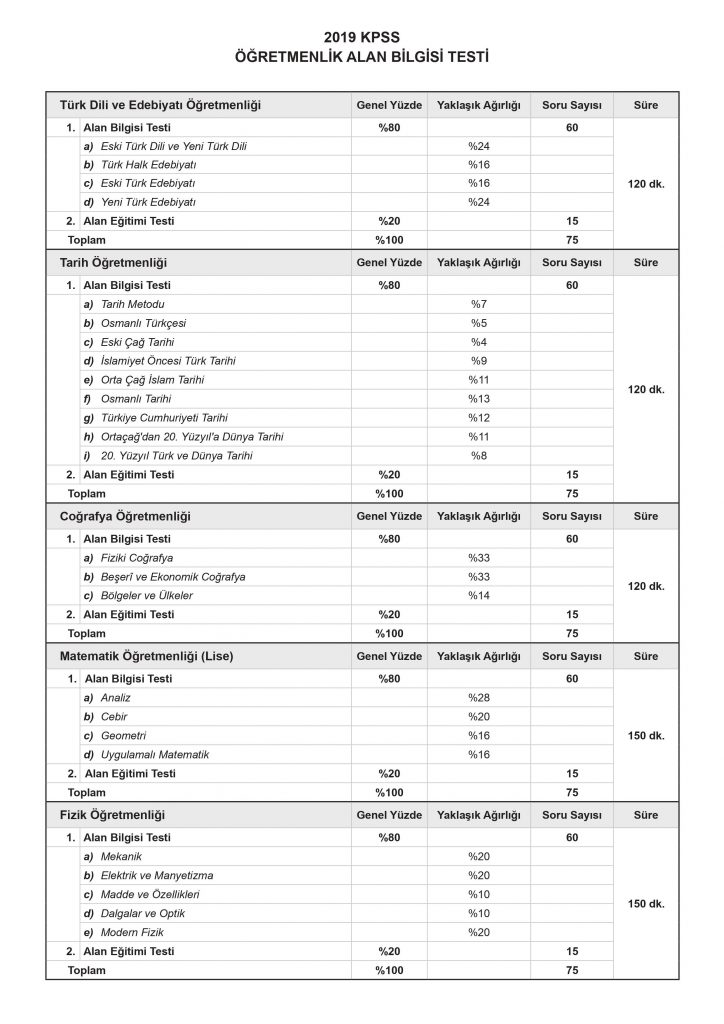 2019 KPSS
ÖĞRETMENLİK ALAN BİLGİSİ TESTİ
Türk Dili ve Edebiyatı Öğretmenliği Genel Yüzde Yaklaşık Ağırlığı Soru Sayısı Süre
1. Alan Bilgisi Testi %80 60
a) Eski Türk Dili ve Yeni Türk Dili %24
b) Türk Halk Edebiyatı %16
c) Eski Türk Edebiyatı %16
120 dk.
d) Yeni Türk Edebiyatı %24
2. Alan Eğitimi Testi %20 15
Toplam %100 75
Tarih Öğretmenliği Genel Yüzde Yaklaşık Ağırlığı Soru Sayısı Süre
1. Alan Bilgisi Testi %80 60
a) Tarih Metodu %7
b) Osmanlı Türkçesi %5
c) Eski Çağ Tarihi %4
d) İslamiyet Öncesi Türk Tarihi %9
e) Orta Çağ İslam Tarihi %11
120 dk.
f) Osmanlı Tarihi %13
g) Türkiye Cumhuriyeti Tarihi %12
h) Ortaçağ'dan 20. Yüzyıl'a Dünya Tarihi %11
i) 20. Yüzyıl Türk ve Dünya Tarihi %8
2. Alan Eğitimi Testi %20 15
Toplam %100 75
Coğrafya Öğretmenliği Genel Yüzde Yaklaşık Ağırlığı Soru Sayısı Süre
1. Alan Bilgisi Testi %80 60
a) Fiziki Coğrafya %33
b) Beşerî ve Ekonomik Coğrafya %33
120 dk.
c) Bölgeler ve Ülkeler %14
2. Alan Eğitimi Testi %20 15
Toplam %100 75
Matematik Öğretmenliği (Lise) Genel Yüzde Yaklaşık Ağırlığı Soru Sayısı Süre
1. Alan Bilgisi Testi %80 60
a) Analiz %28
b) Cebir %20
c) Geometri %16 150 dk.
d) Uygulamalı Matematik %16
2. Alan Eğitimi Testi %20 15
Toplam %100 75
Fizik Öğretmenliği Genel Yüzde Yaklaşık Ağırlığı Soru Sayısı Süre
1. Alan Bilgisi Testi %80 60
a) Mekanik %20
b) Elektrik ve Manyetizma %20
c) Madde ve Özellikleri %10
150 dk.
d) Dalgalar ve Optik %10
e) Modern Fizik %20
2. Alan Eğitimi Testi %20 15
Toplam %100 75